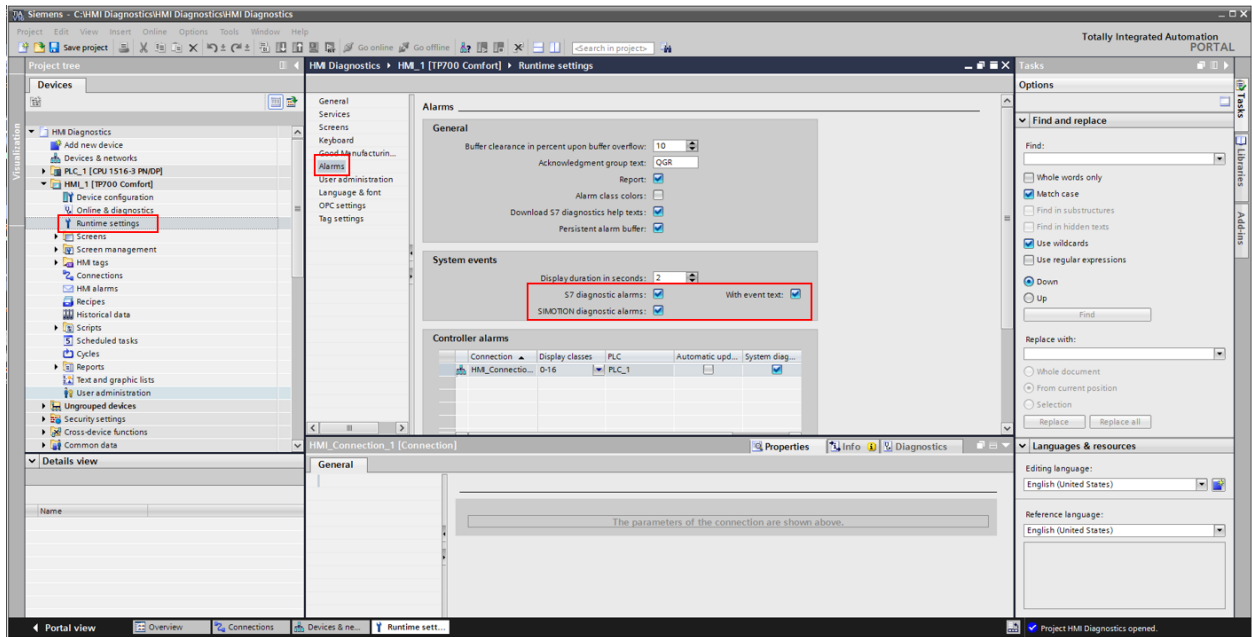 Siemens - C:\HMI Diagnostics\HMI Diagnostics\HMI Diagnostics
Project Edit View Insert Online Options Tools Window Help
Totally Integrated Automation
PORTAL
Save project Go online Go offline <Search in project>
Project tree
Devices
HMI Diagnostics
Add new device
Devices & networks
PLC_1 [CPU 1516-3 PN/DP]
HMI_1 [TP700 Comfort]
Device configuration
Online & diagnostics
Runtime settings
Screens
Screen management
HMI tags
Connections
HMI alarms
Recipes
Historical data
Scripts
Scheduled tasks
Cycles
Reports
Text and graphic lists
User administration
Ungrouped devices
Security settings
Cross-device functions
Common data
Details view
Name
Visualization
HMI Diagnostics HMI_1 [TP700 Comfort] Runtime settings
General
Services
Screens
Keyboard
Good Manufacturin...
Alarms
User administration
Language & font
OPC settings
Tag settings
Alarms
General
Buffer clearance in percent upon buffer overflow: 10
Acknowledgment group text: QGR
Report:
Alarm class colors:
Download S7 diagnostics help texts:
Persistent alarm buffer:
System events
Display duration in seconds: 2
S7 diagnostic alarms: With event text:
SIMOTION diagnostic alarms:
Controller alarms
Connection Display classes PLC Automatic upd... System diag...
HMI_Connectio... 0-16 PLC_1
HMI_Connection_1 [Connection]
Properties Info Diagnostics
General
The parameters of the connection are shown above.
Tasks
Options
Find and replace
Find:
Whole words only
Match case
Find in substructures
Find in hidden texts
Use wildcards
Use regular expressions
Down
Up
Find
Replace with:
Whole document
From current position
Selection
Replace Replace all
Languages & resources
Editing language:
English (United States)
Reference language:
English (United States)
Tasks
Libraries
Add-ins
Portal view Overview Connections Devices & ne... Runtime sett...
Project HMI Diagnostics opened.